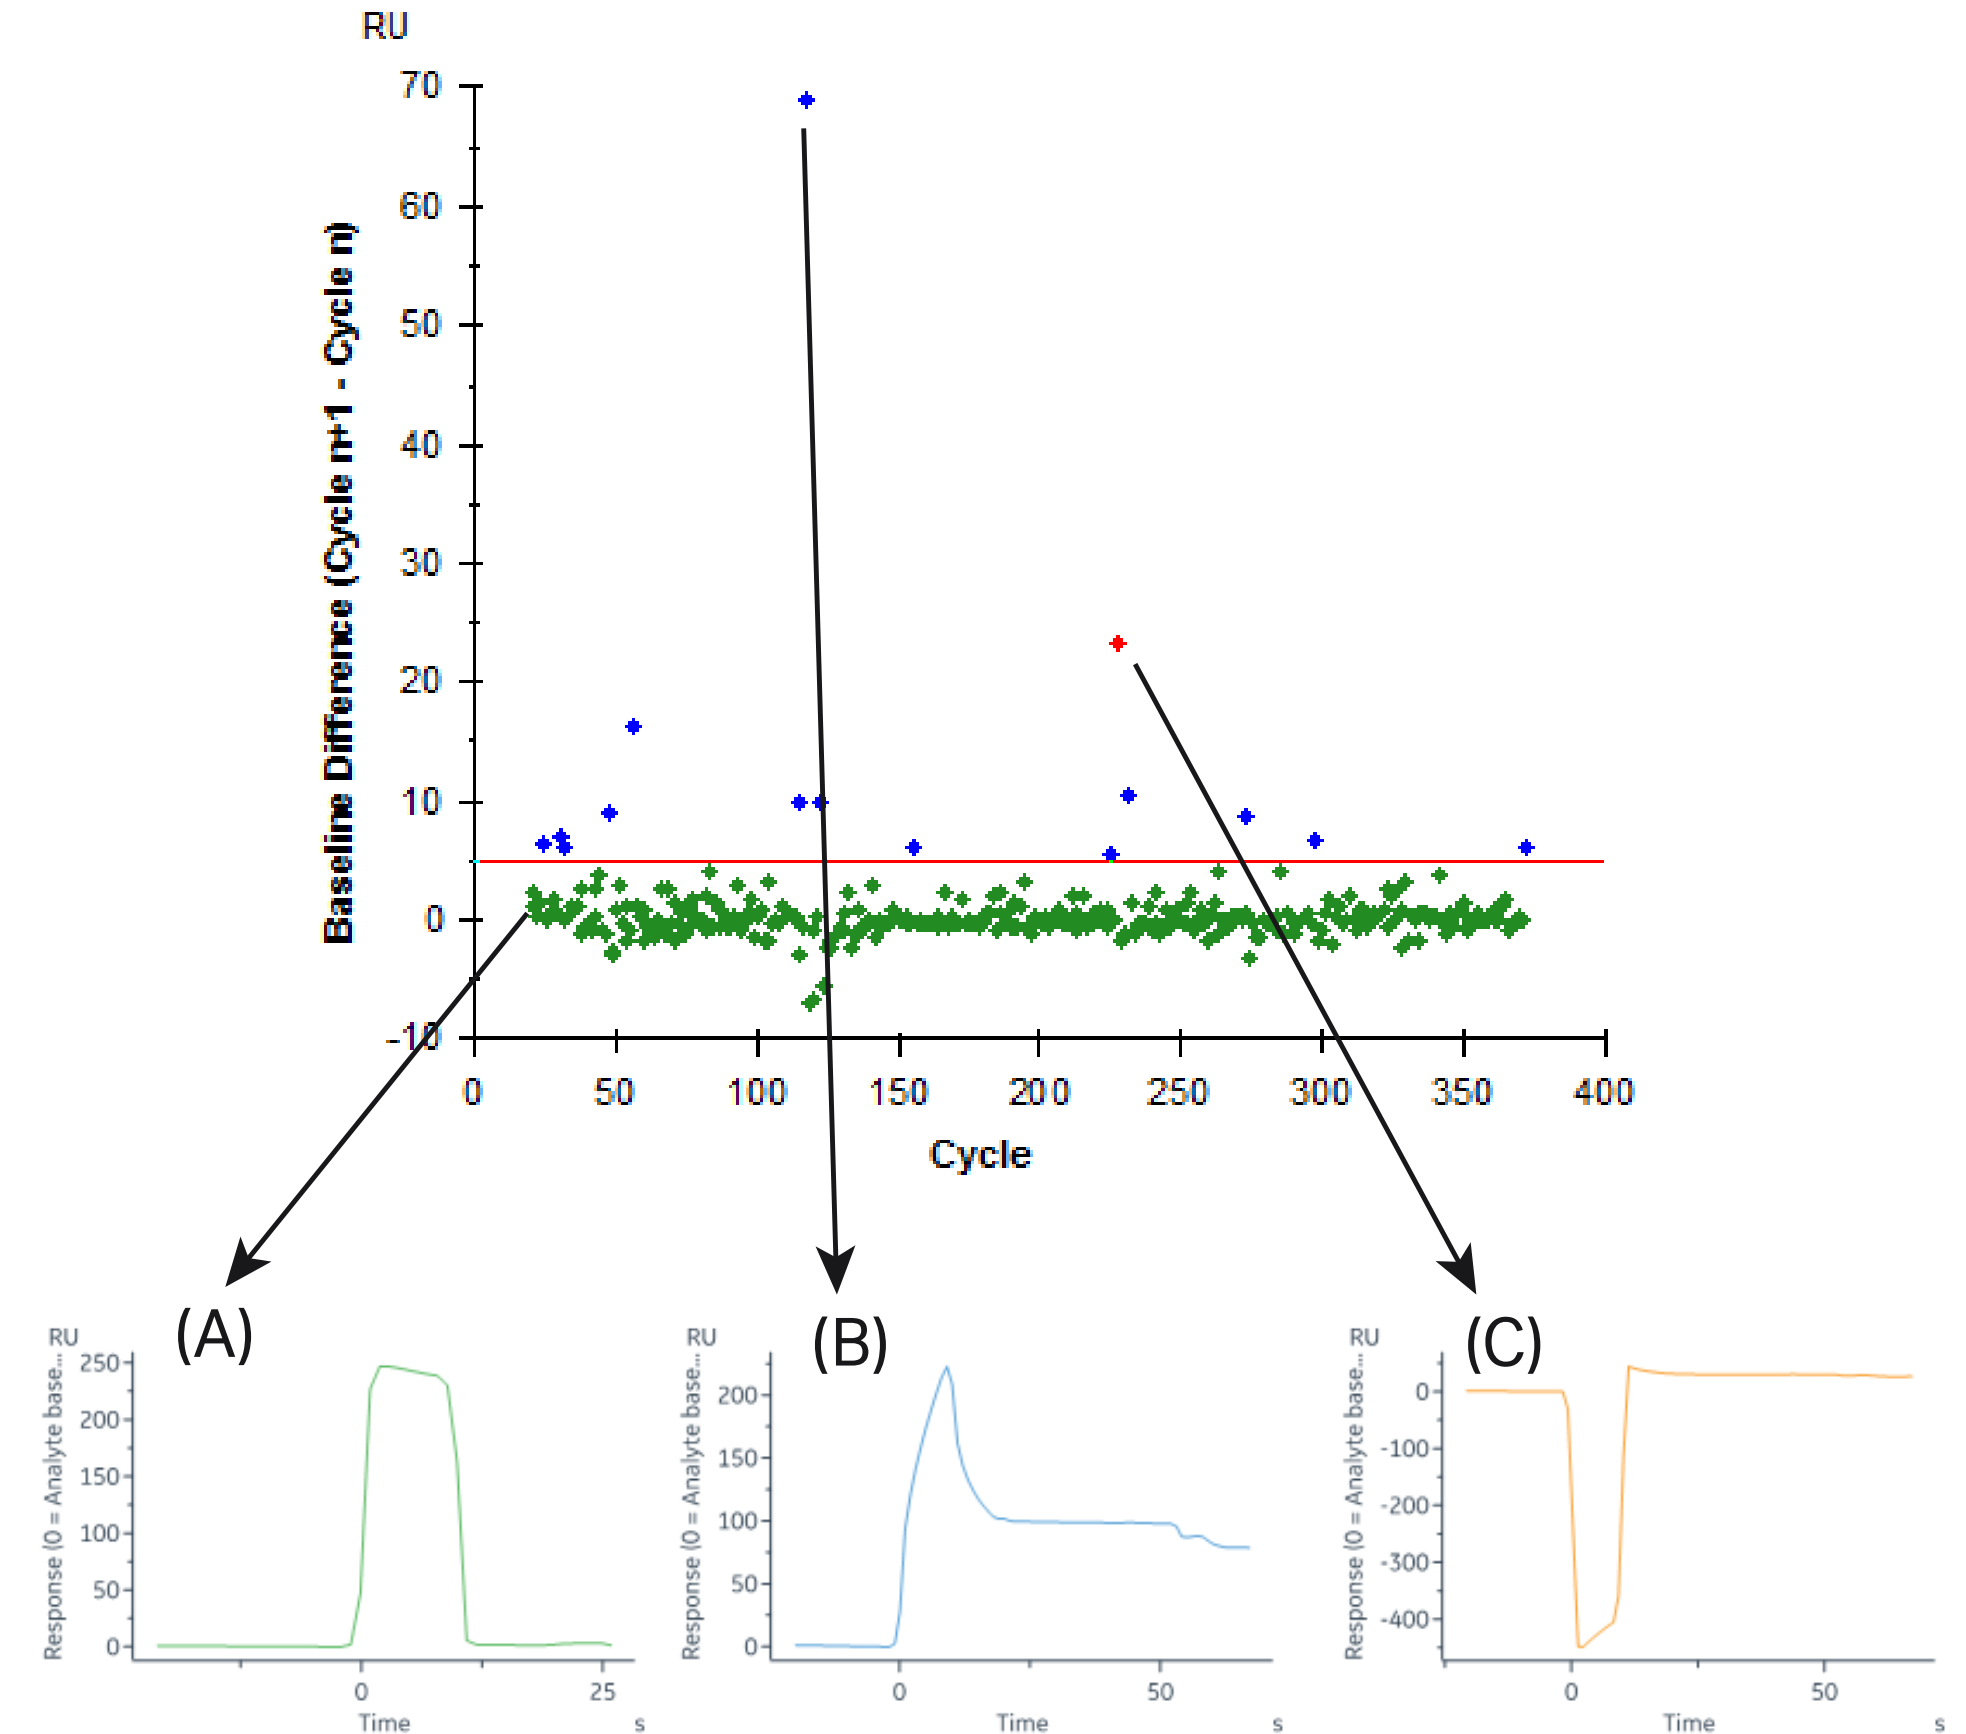 RU
70
60
50
40
30
20
10
0
-10
Baseline Difference (Cycle n+1 - Cycle n)
0 50 100 150 200 250 300 350 400
Cycle
(A)
RU
250
200
150
100
50
0
Response (0 = Analyte base...
0 25
Time s
(B)
RU
200
150
100
50
0
Response (0 = Analyte base...
0 50
Time s
(C)
RU
0
-100
-200
-300
-400
Response (0 = Analyte base...
0 50
Time s